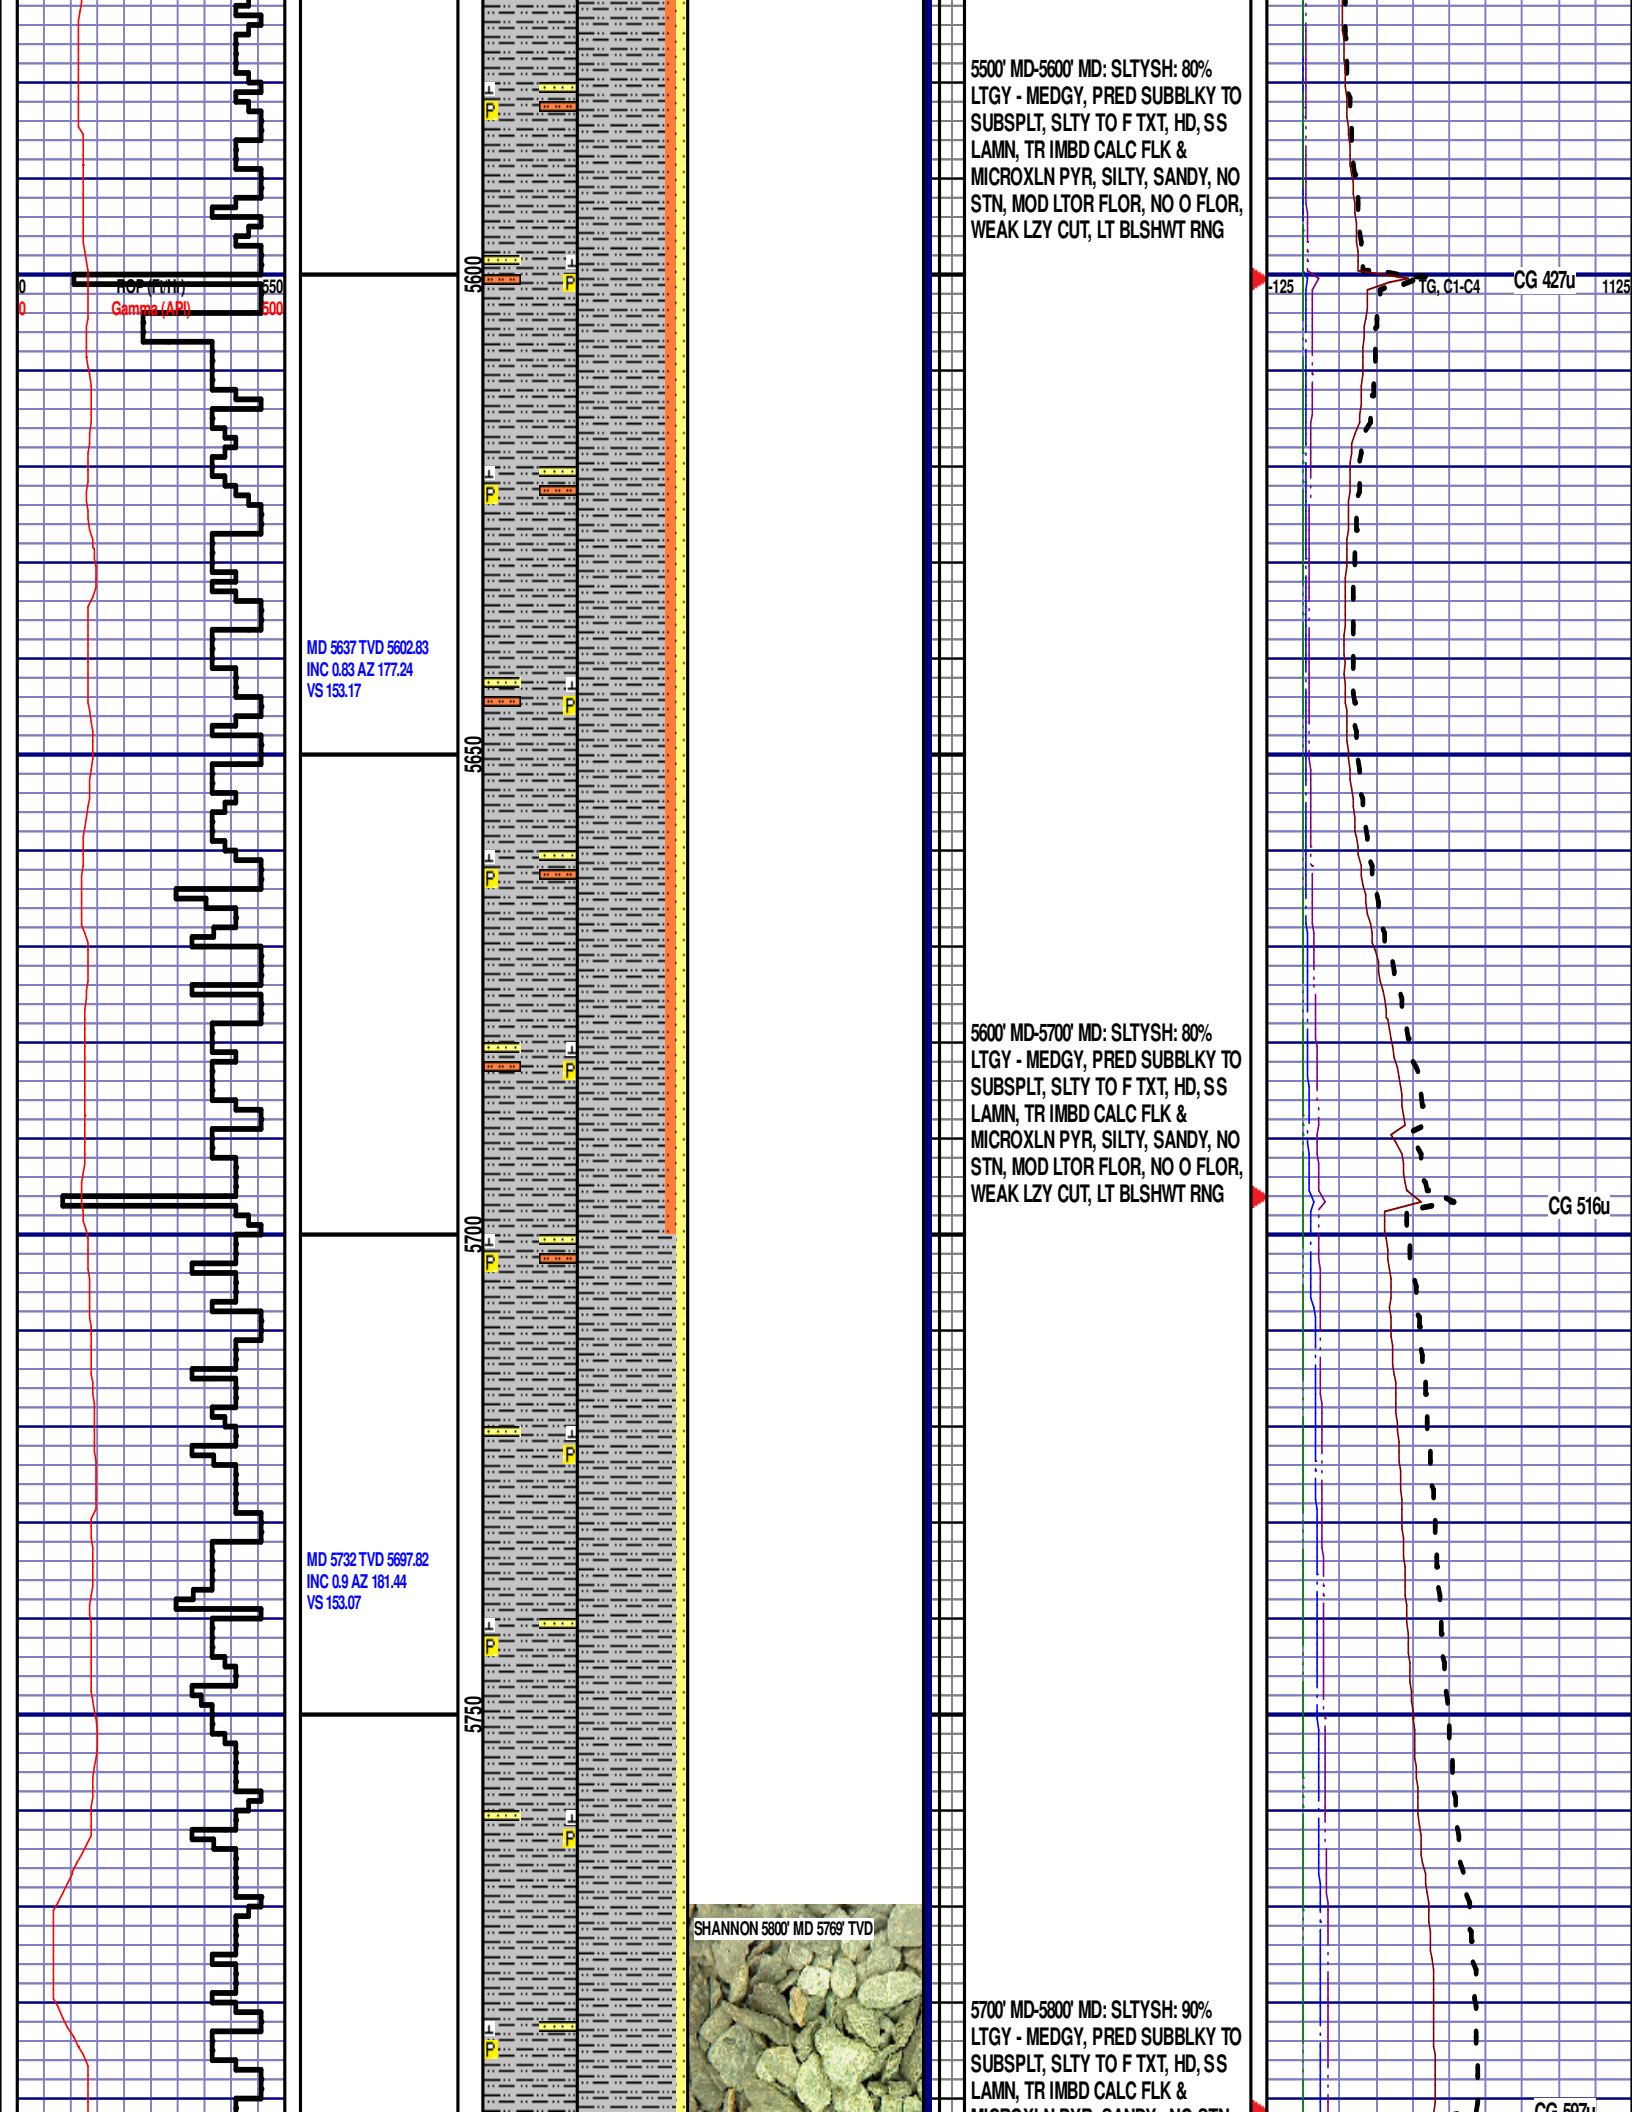 5500' MD-5600' MD: SLTYSH: 80%
LTGY - MEDGY, PRED SUBBLKY TO
SUBSPLT, SLTY TO F TXT, HD, SS
LAMN, TR IMBD CALC FLK &
MICROXLN PYR, SILTY, SANDY, NO
STN, MOD LTOR FLOR, NO O FLOR,
WEAK LZY CUT, LT BLSHWT RNG
P
5600
P
0 ROP (Ft/Hr) 550
0 Gamma (API) 500
-125 TG, C1-C4 1125
CG 427u
P
MD 5637 TVD 5602.83
INC 0.83 AZ 177.24
VS 153.17
P
5650
P
5600' MD-5700' MD: SLTYSH: 80%
LTGY - MEDGY, PRED SUBBLKY TO
SUBSPLT, SLTY TO F TXT, HD, SS
LAMN, TR IMBD CALC FLK &
MICROXLN PYR, SILTY, SANDY, NO
STN, MOD LTOR FLOR, NO O FLOR,
WEAK LZY CUT, LT BLSHWT RNG
P
CG 516u
5700
P
P
MD 5732 TVD 5697.82
INC 0.9 AZ 181.44
VS 153.07
P
5750
P
SHANNON 5800' MD 5769' TVD
5700' MD-5800' MD: SLTYSH: 90%
LTGY - MEDGY, PRED SUBBLKY TO
SUBSPLT, SLTY TO F TXT, HD, SS
LAMN, TR IMBD CALC FLK &
P
CG 597u